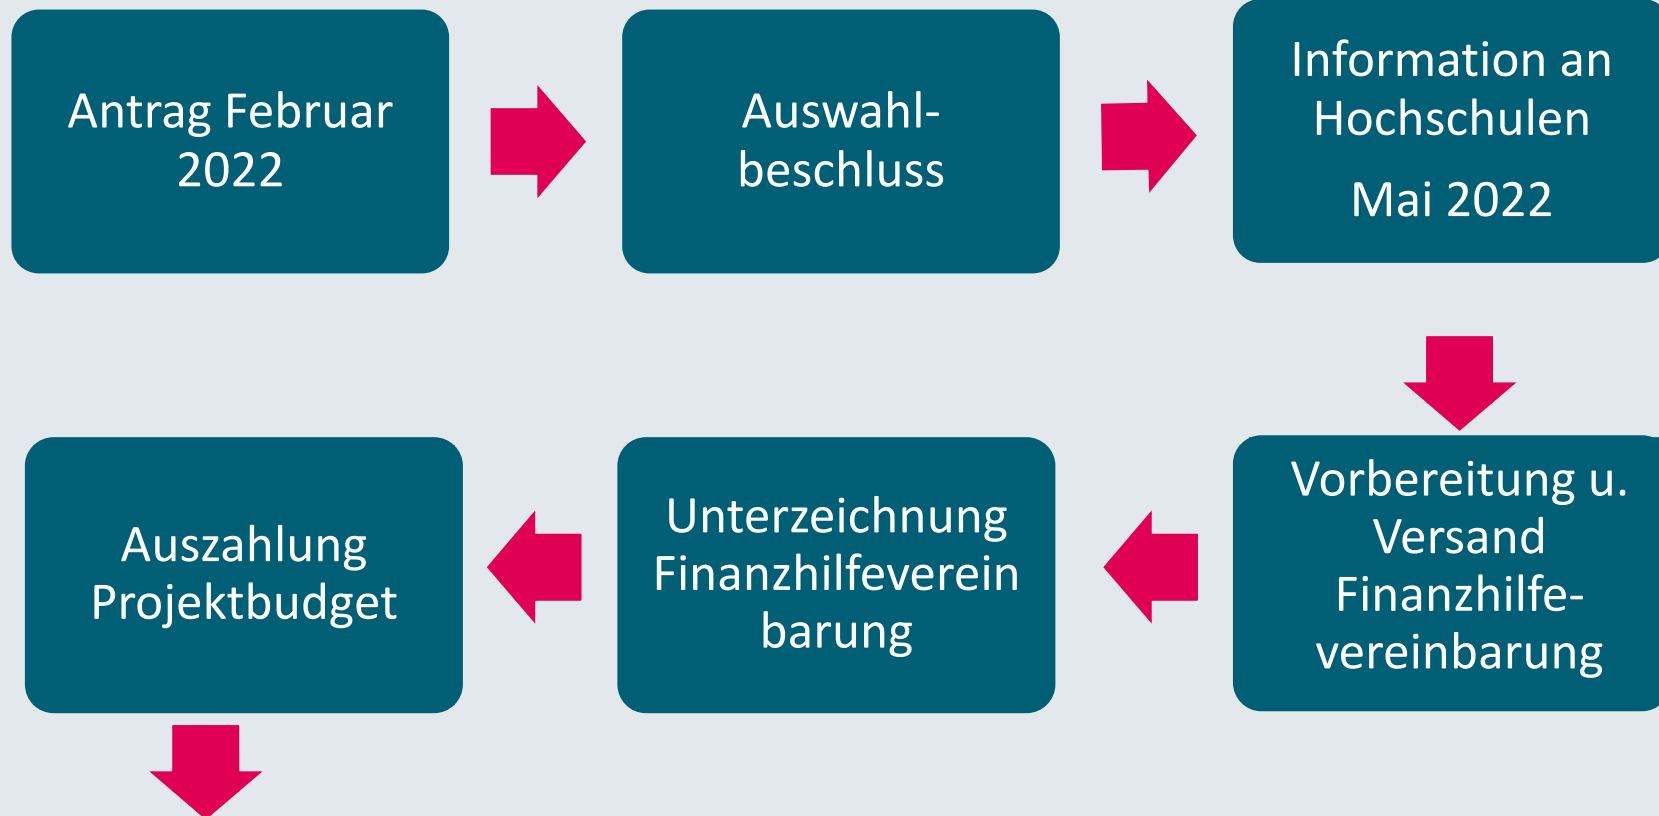 Antrag Februar
2022
Auswahl-
beschluss
Information an
Hochschulen
Mai 2022
Vorbereitung u.
Versand
Finanzhilfe-
vereinbarung
Unterzeichnung
Finanzhilfeverein
barung
Auszahlung
Projektbudget